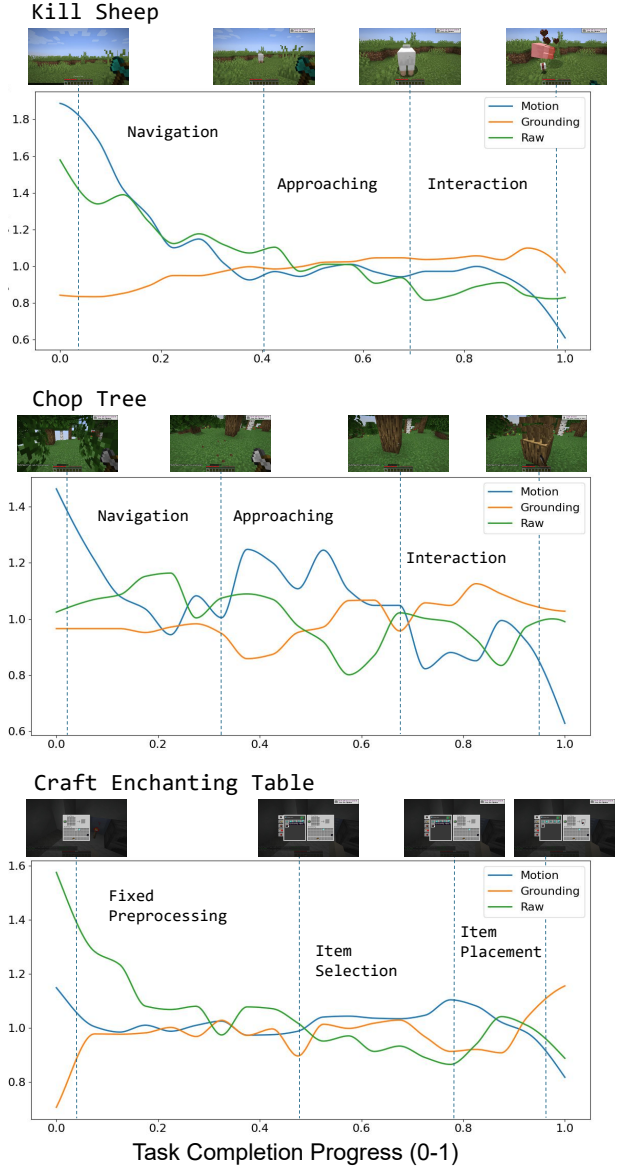 Kill Sheep
1.8
1.6
1.4
1.2
1.0
0.8
0.6
Navigation
Approaching
Interaction
Motion
Grounding
Raw
0.0
0.2
0.4
0.6
0.8
1.0
Chop Tree
1.4
1.2
1.0
0.8
0.6
Navigation
Approaching
Interaction
Motion
Grounding
Raw
0.0
0.2
0.4
0.6
0.8
1.0
Craft Enchanting Table
1.6
1.4
1.2
1.0
0.8
Fixed
Preprocessing
Item
Selection
Item
Placement
Motion
Grounding
Raw
0.0
0.2
0.4
0.6
0.8
1.0
Task Completion Progress (0-1)